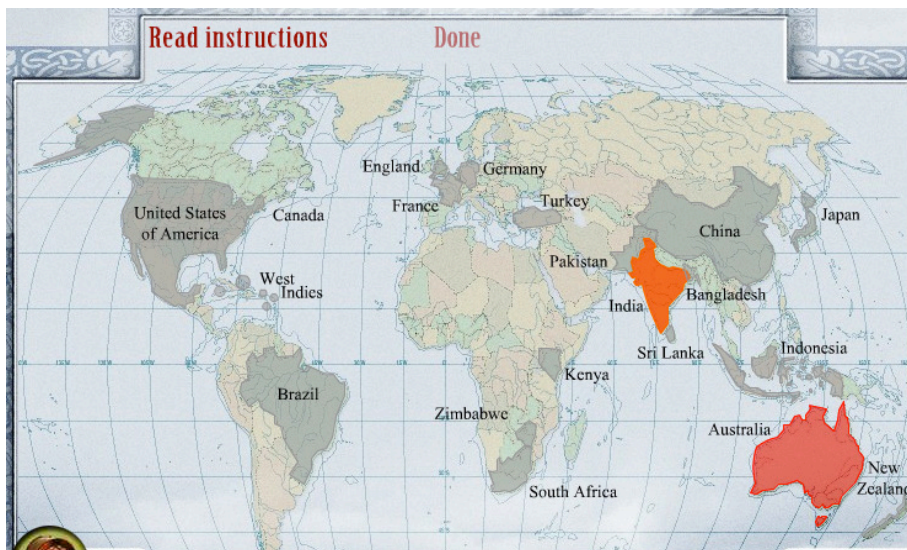 Read instructions
Done
England
Germany
France
Turkey
United States
of America
Canada
China
Japan
West
Indies
Pakistan
India
Bangladesh
Sri Lanka
Indonesia
Kenya
Brazil
Zimbabwe
Australia
South Africa
New
Zealand